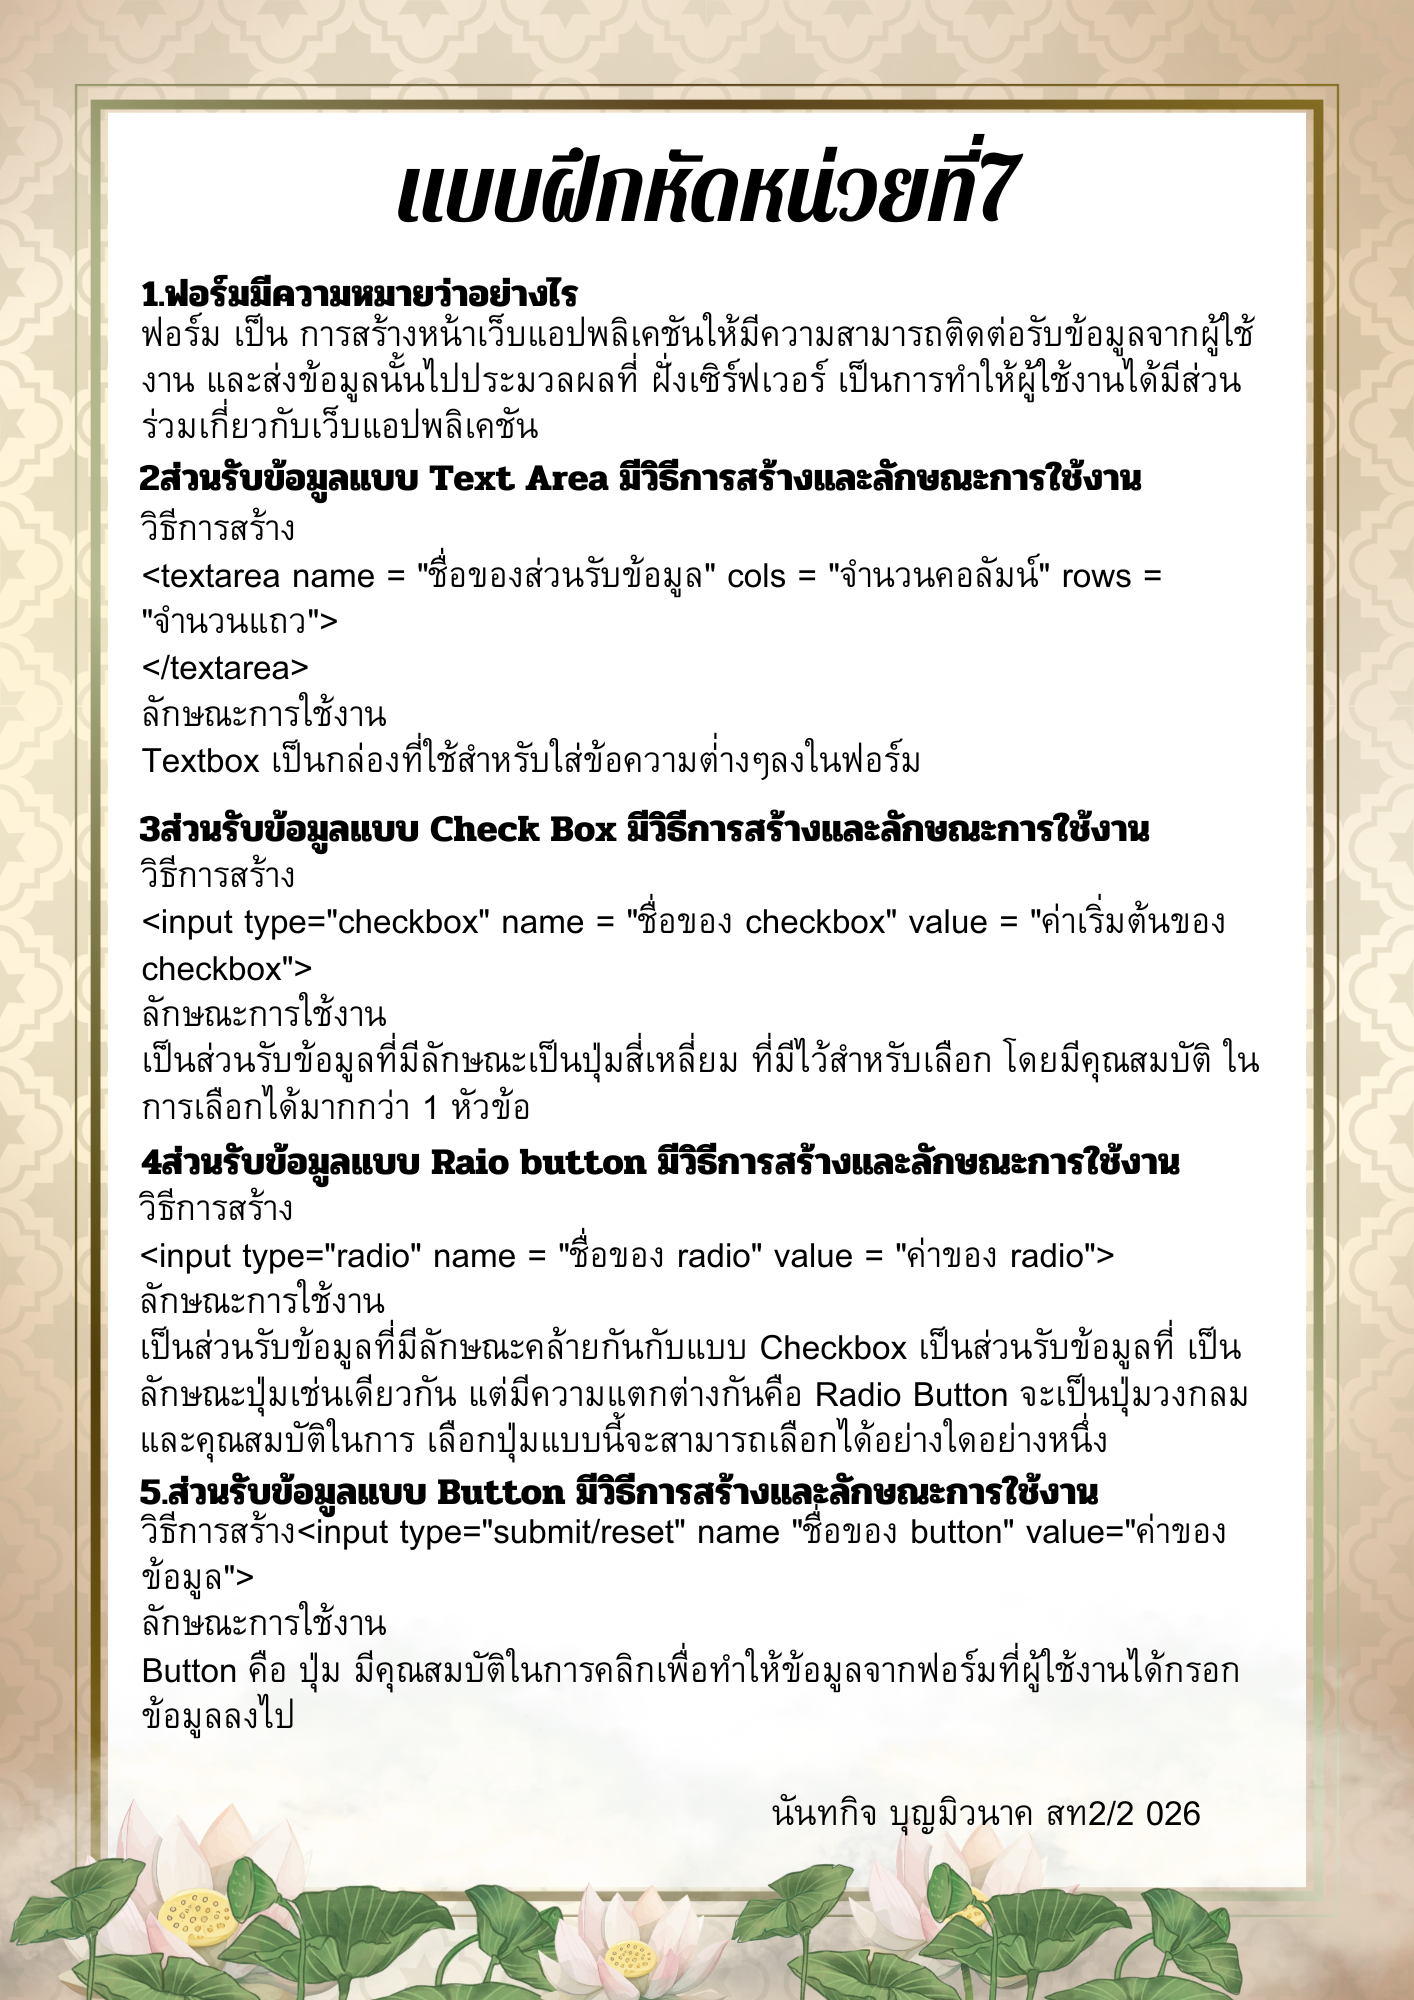 แบบฝึกหัดหน่วยที่7
1.ฟอร์มมีความหมายว่าอย่างไร
ฟอร์ม เป็น การสร้างหน้าเว็บแอปพลิเคชันให้มีความสามารถติดต่อรับข้อมูลจากผู้ใช้
งาน และส่งข้อมูลนั้นไปประมวลผลที่ ฝั่งเซิร์ฟเวอร์ เป็นการทำให้ผู้ใช้งานได้มีส่วน
ร่วมเกี่ยวกับเว็บแอปพลิเคชัน
2ส่วนรับข้อมูลแบบ Text Area มีวิธีการสร้างและลักษณะการใช้งาน
วิธีการสร้าง
<textarea name = "ชื่อของส่วนรับข้อมูล" cols = "จำนวนคอลัมน์" rows =
"จำนวนแถว">
</textarea>
ลักษณะการใช้งาน
Textbox เป็นกล่องที่ใช้สำหรับใส่ข้อความต่่างๆลงในฟอร์ม
3ส่วนรับข้อมูลแบบ Check Box มีวิธีการสร้างและลักษณะการใช้งาน
วิธีการสร้าง
<input type="checkbox" name = "ชื่อของ checkbox" value = "ค่าเริ่มต้นของ
checkbox">
ลักษณะการใช้งาน
เป็นส่วนรับข้อมูลที่มีลักษณะเป็นปุ่มสี่เหลี่ยม ที่มีไว้สำหรับเลือก โดยมีคุณสมบัติ ใน
การเลือกได้มากกว่า 1 หัวข้อ
4ส่วนรับข้อมูลแบบ Raio button มีวิธีการสร้างและลักษณะการใช้งาน
วิธีการสร้าง
<input type="radio" name = "ชื่อของ radio" value = "ค่าของ radio">
ลักษณะการใช้งาน
เป็นส่วนรับข้อมูลที่มีลักษณะคล้ายกันกับแบบ Checkbox เป็นส่วนรับข้อมูลที่ เป็น
ลักษณะปุ่มเช่นเดียวกัน แต่มีความแตกต่างกันคือ Radio Button จะเป็นปุ่มวงกลม
และคุณสมบัติในการ เลือกปุ่มแบบนี้จะสามารถเลือกได้อย่างใดอย่างหนึ่ง
5.ส่วนรับข้อมูลแบบ Button มีวิธีการสร้างและลักษณะการใช้งาน
วิธีการสร้าง<input type="submit/reset" name "ชื่อของ button" value="ค่าของ
ข้อมูล">
ลักษณะการใช้งาน
Button คือ ปุ่ม มีคุณสมบัติในการคลิกเพื่อทำให้ข้อมูลจากฟอร์มที่ผู้ใช้งานได้กรอก
ข้อมูลลงไป
นันทกิจ บุญมิวนาค สท2/2 026